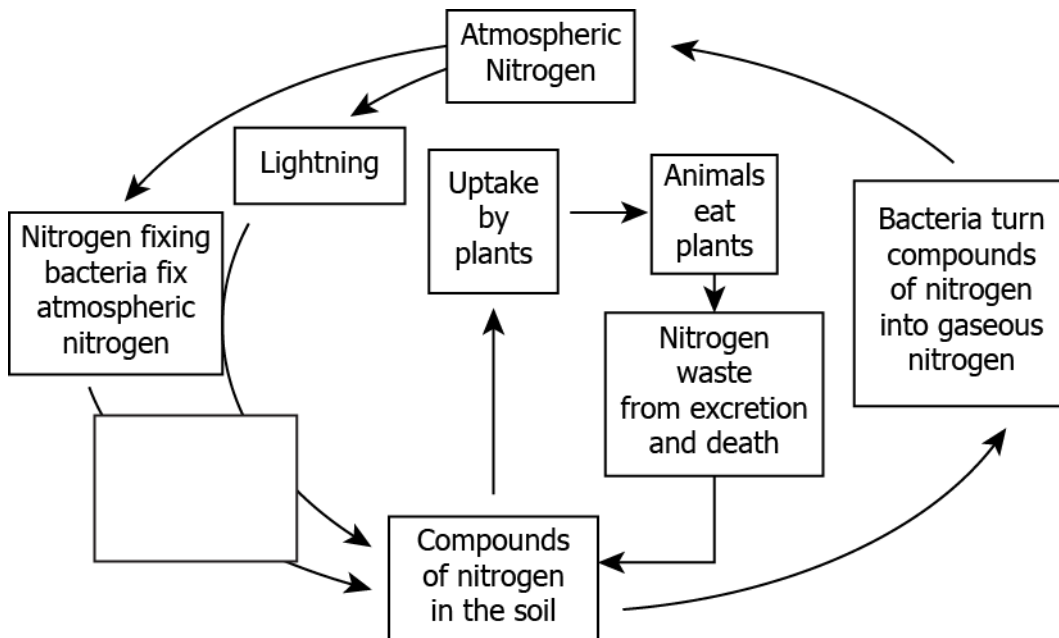 Atmospheric
Nitrogen
Lightning
Uptake
by
plants
Animals
eat
plants
Nitrogen fixing
bacteria fix
atmospheric
nitrogen
Bacteria turn
compounds
of nitrogen
into gaseous
nitrogen
Nitrogen
waste
from excretion
and death
Compounds
of nitrogen
in the soil